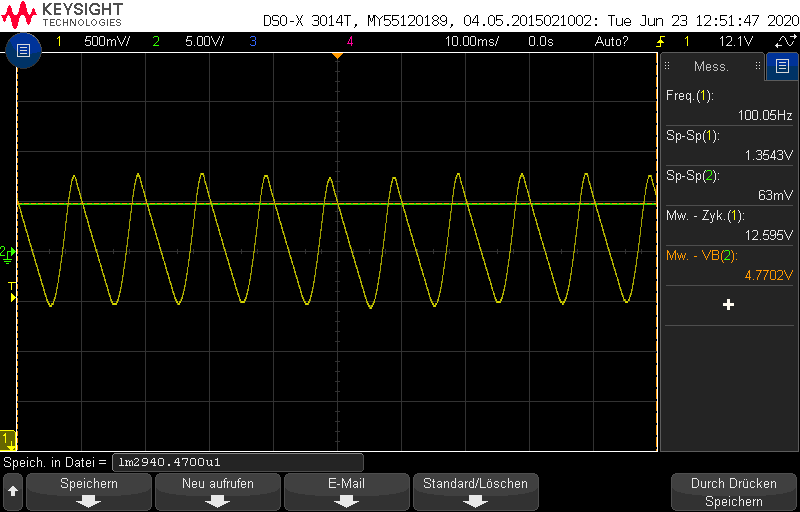 KEYSIGHT
TECHNOLOGIES
DSO-X 3014T, MY55120189, 04.05.2015021002: Tue Jun 23 12:51:47 2020
1 500mV/ 2 5.00V/ 3 4 10.00ms/ 0.0s Auto? 1 12.1V
Mess.
Freq.(1):
100.05Hz
Sp-Sp(1):
1.3543V
Sp-Sp(2):
63mV
Mw. - Zyk.(1):
12.595V
Mw. - VB(2):
4.7702V
+
2
T
1
Speich. in Datei = lm2940.4700u1
Speichern
Neu aufrufen
E-Mail
Standard/Löschen
Durch Drücken
Speichern